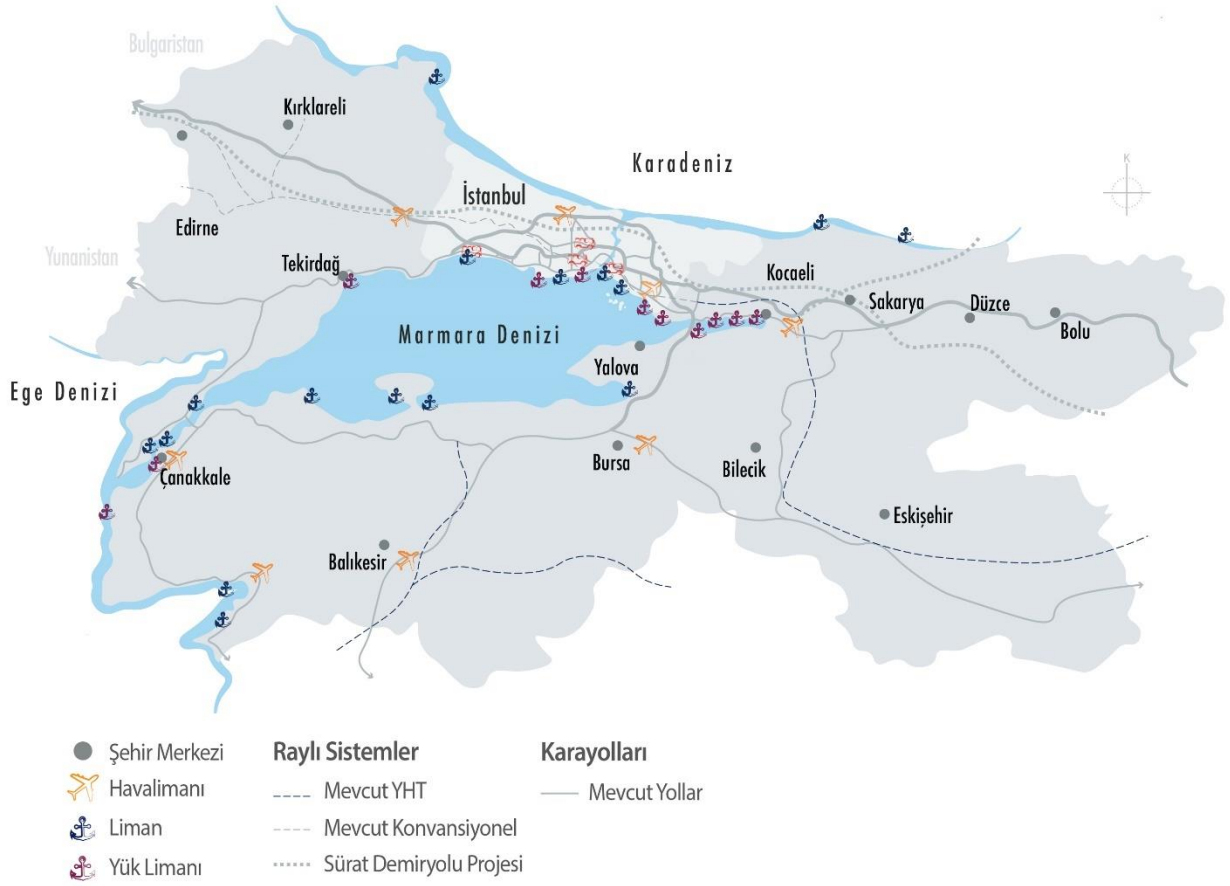 Bulgaristan
Kırklareli
Karadeniz
K
İstanbul
Edirne
Yunanistan
Tekirdağ
Kocaeli
Sakarya
Düzce
Bolu
Marmara Denizi
Yalova
Ege Denizi
Çanakkale
Bursa
Bilecik
Eskişehir
Balıkesir
Şehir Merkezi
Havalimanı
Liman
Yük Limanı
Raylı Sistemler
Mevcut YHT
Mevcut Konvansiyonel
Sürat Demiryolu Projesi
Karayolları
Mevcut Yollar